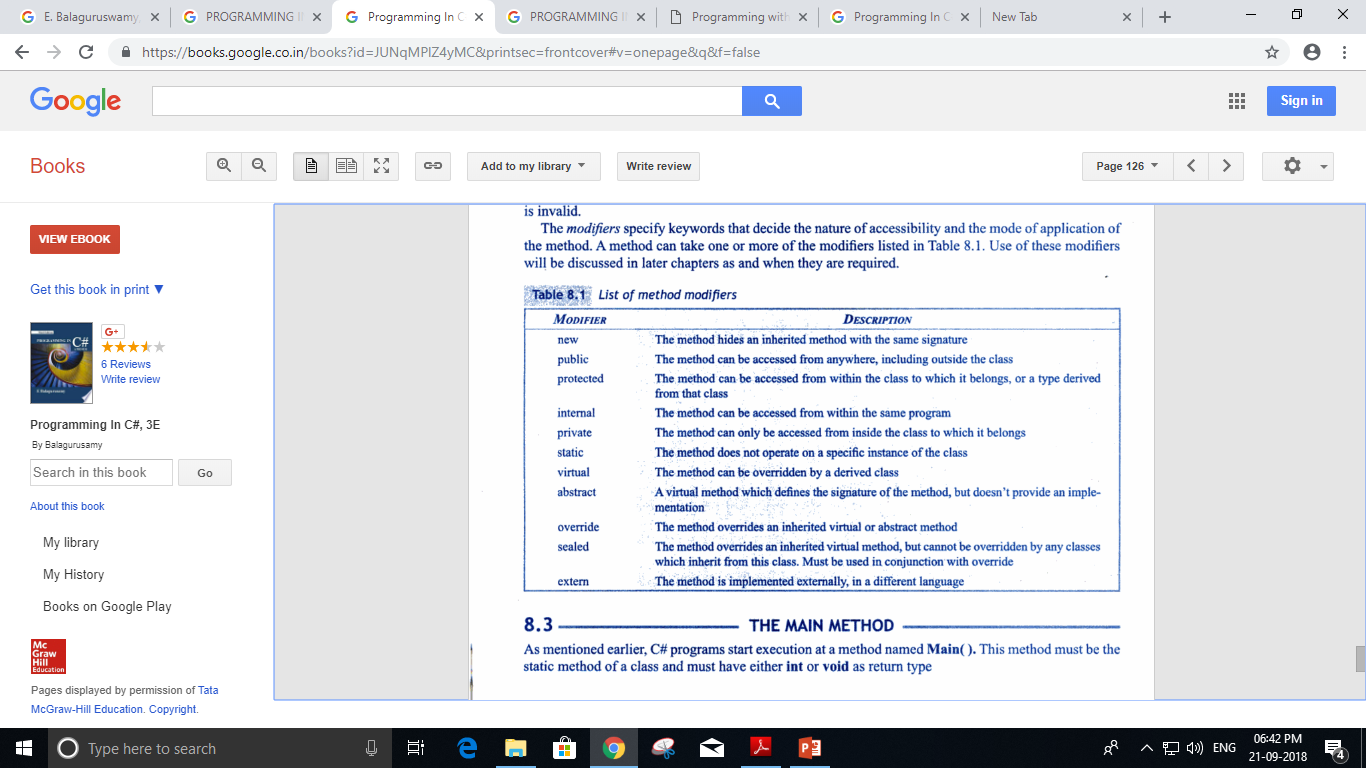 E. Balaguruswamy,
PROGRAMMING I
Programming In C
PROGRAMMING I
Programming with
Programming In C
New Tab
https://books.google.co.in/books?id=JUNqMPlZ4yMC&printsec=frontcover#v=onepage&q&f=false
Google
Sign in
Books
Add to my library
Write review
Page 126
VIEW EBOOK
Get this book in print ▼
G+
6 Reviews
Write review
Programming In C#, 3E
By Balagurusamy
Search in this book
Go
About this book
My library
My History
Books on Google Play
Mc
Graw
Hill
Education
Pages displayed by permission of Tata
McGraw-Hill Education. Copyright.
is invalid.
The modifiers specify keywords that decide the nature of accessibility and the mode of application of
the method. A method can take one or more of the modifiers listed in Table 8.1. Use of these modifiers
will be discussed in later chapters as and when they are required.
Table 8.1 List of method modifiers
MODIFIER DESCRIPTION
new The method hides an inherited method with the same signature
public The method can be accessed from anywhere, including outside the class
protected The method can be accessed from within the class to which it belongs, or a type derived
from that class
internal The method can be accessed from within the same program
private The method can only be accessed from inside the class to which it belongs
static The method does not operate on a specific instance of the class
virtual The method can be overridden by a derived class
abstract A virtual method which defines the signature of the method, but doesn't provide an imple-
mentation
override The method overrides an inherited virtual or abstract method
sealed The method overrides an inherited virtual method, but cannot be overridden by any classes
which inherit from this class. Must be used in conjunction with override
extern The method is implemented externally, in a different language
8.3 THE MAIN METHOD
As mentioned earlier, C# programs start execution at a method named Main( ). This method must be the
static method of a class and must have either int or void as return type
Type here to search
ENG
06:42 PM
21-09-2018
4